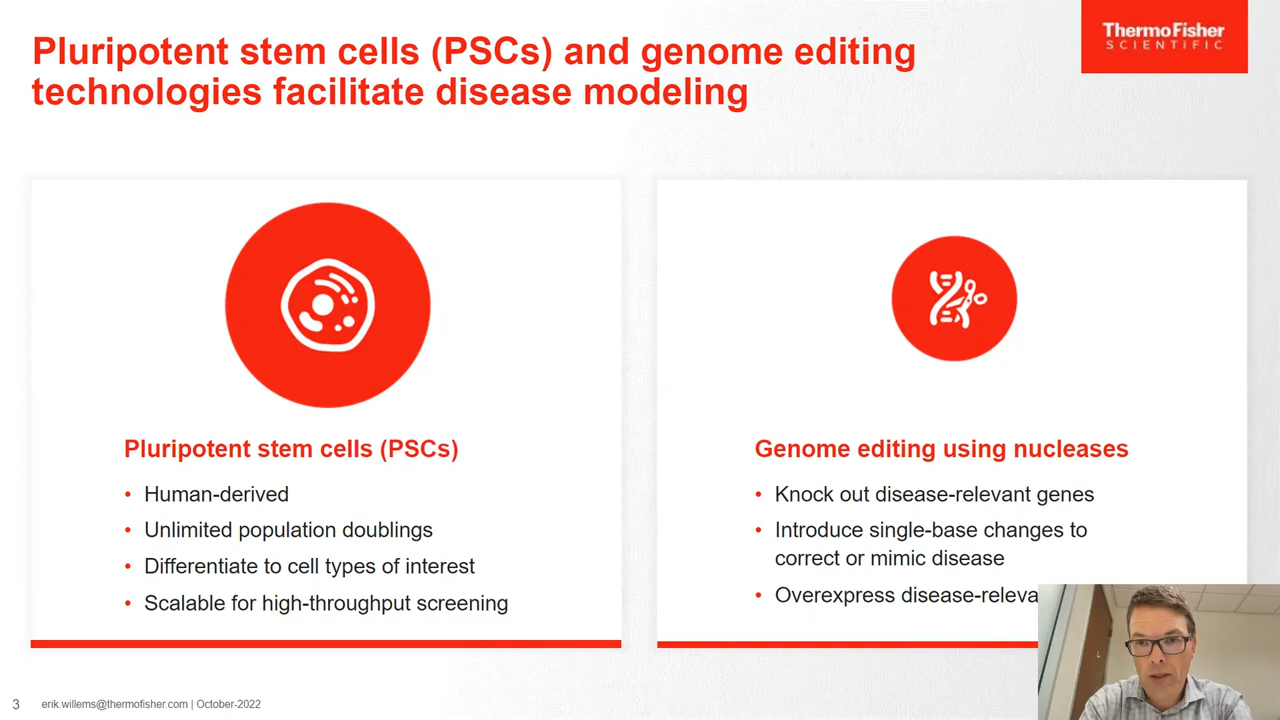 Pluripotent stem cells (PSCs) and genome editing
technologies facilitate disease modeling
ThermoFisher
SCIENTIFIC
Pluripotent stem cells (PSCs)
• Human-derived
• Unlimited population doublings
• Differentiate to cell types of interest
• Scalable for high-throughput screening
Genome editing using nucleases
• Knock out disease-relevant genes
• Introduce single-base changes to
correct or mimic disease
• Overexpress
3 erik.willems@thermofisher.com | October-2022